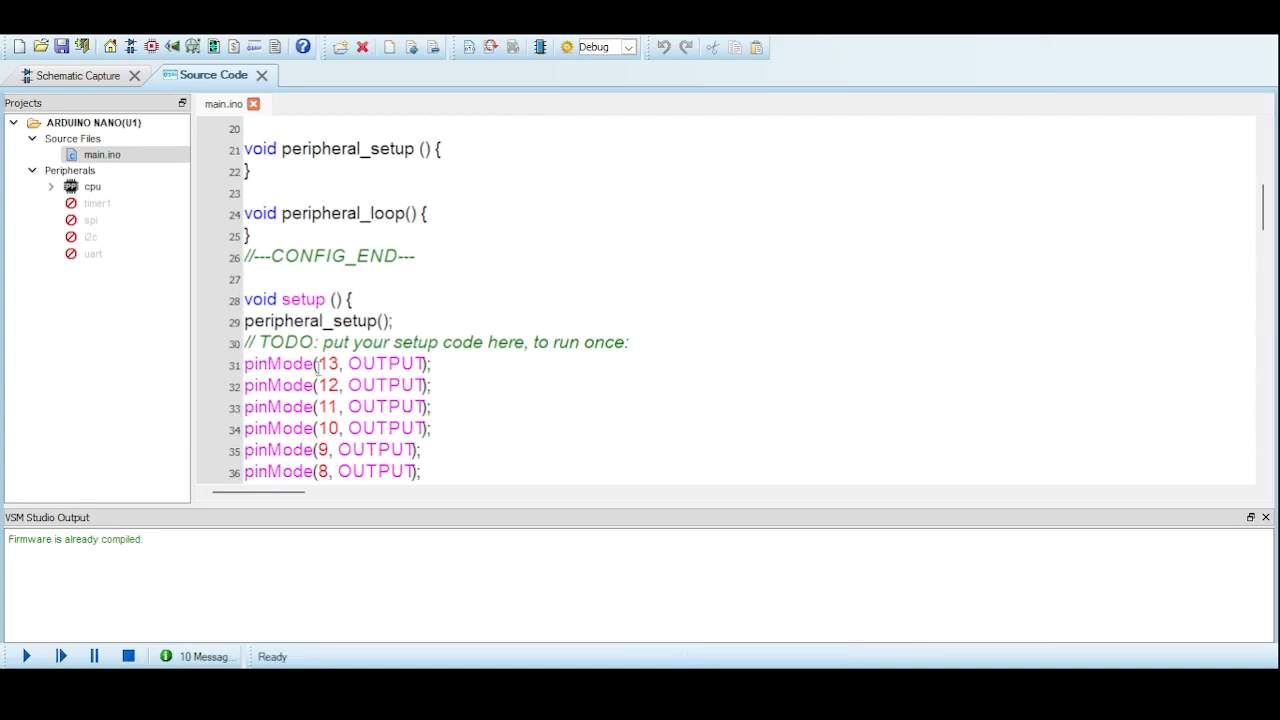 Debug
Schematic Capture
Source Code
Projects
main.ino
ARDUINO NANO(U1)
Source Files
main.ino
Peripherals
cpu
timer1
spi
i2c
uart
20
21 void peripheral_setup () {
22 }
23
24 void peripheral_loop() {
25 }
26 //---CONFIG_END---
27
28 void setup () {
29 peripheral_setup();
30 // TODO: put your setup code here, to run once:
31 pinMode(13, OUTPUT);
32 pinMode(12, OUTPUT);
33 pinMode(11, OUTPUT);
34 pinMode(10, OUTPUT);
35 pinMode(9, OUTPUT);
36 pinMode(8, OUTPUT);
VSM Studio Output
Firmware is already compiled.
10 Messag...
Ready